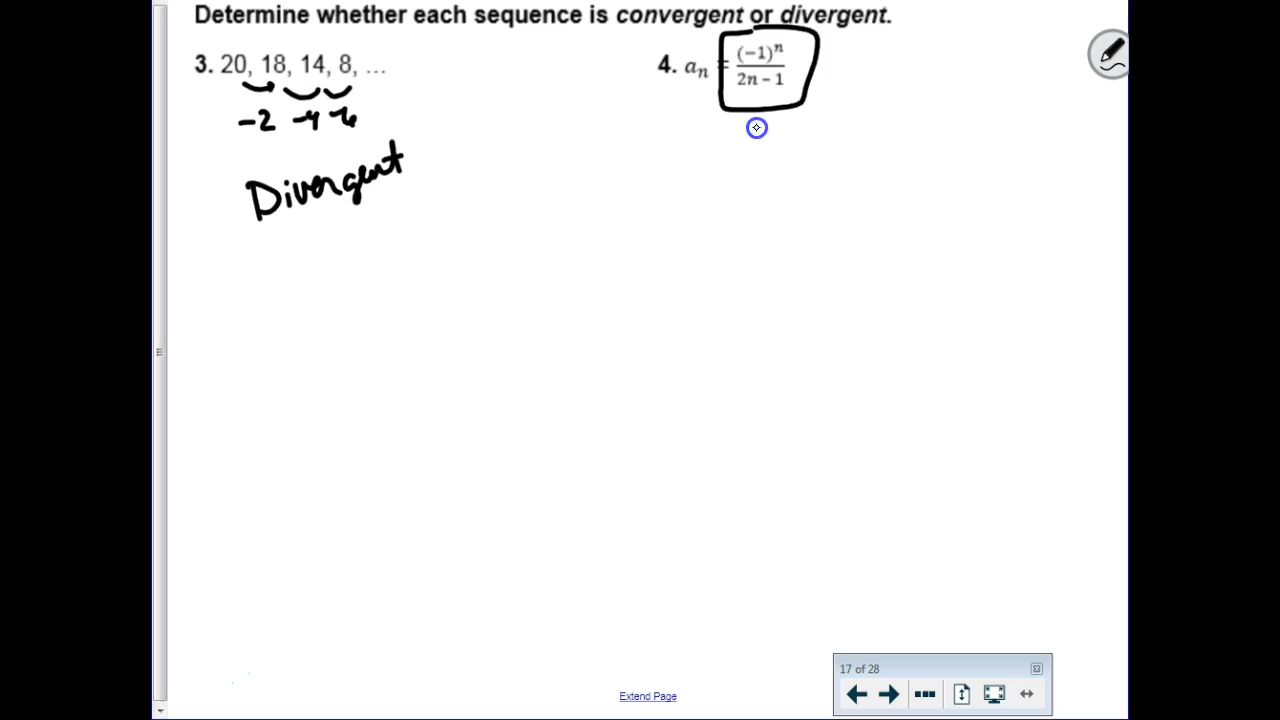 Determine whether each sequence is convergent or divergent.
3. 20, 18, 14, 8, ...
4. aₙ = (−1)ⁿ / 2n − 1
-2 -4 -6
Divergent
17 of 28
Extend Page